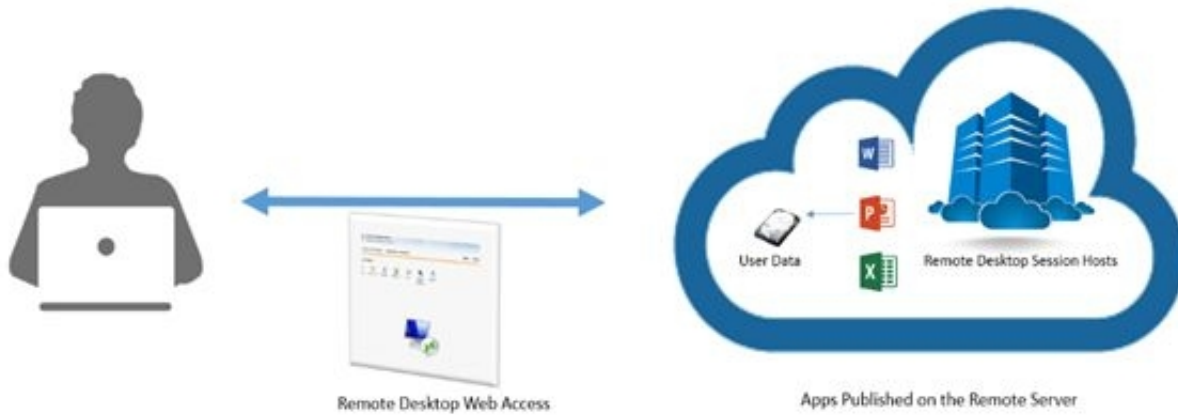 W
P
X
User Data
Remote Desktop Session Hosts
Remote Desktop Web Access
Apps Published on the Remote Server